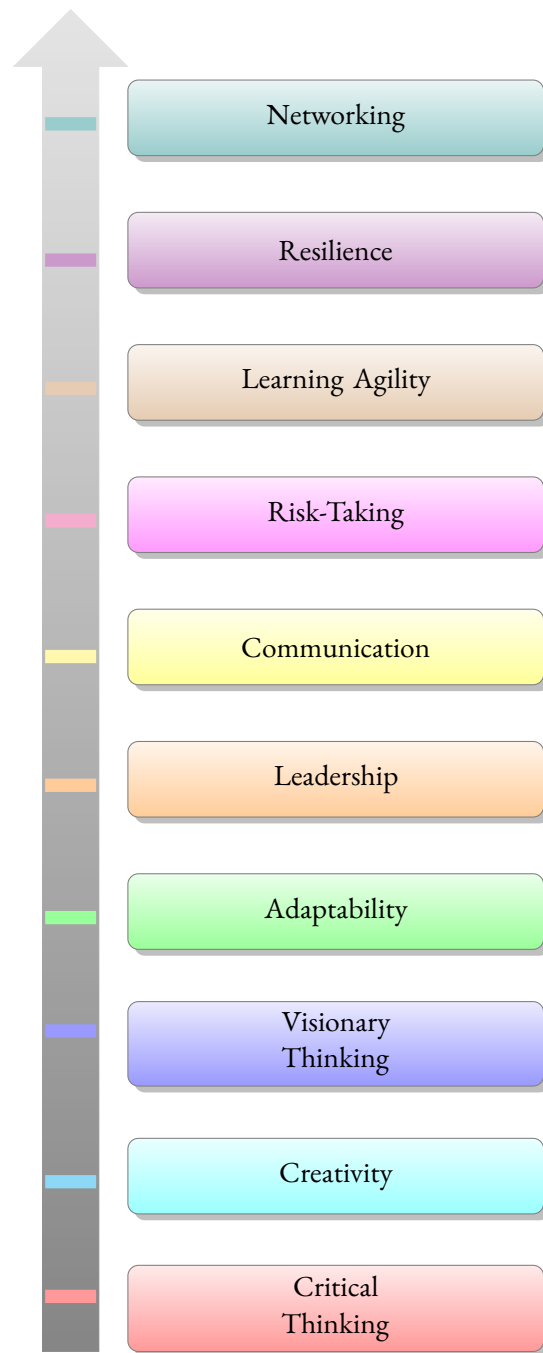 Networking
Resilience
Learning Agility
Risk-Taking
Communication
Leadership
Adaptability
Visionary
Thinking
Creativity
Critical
Thinking